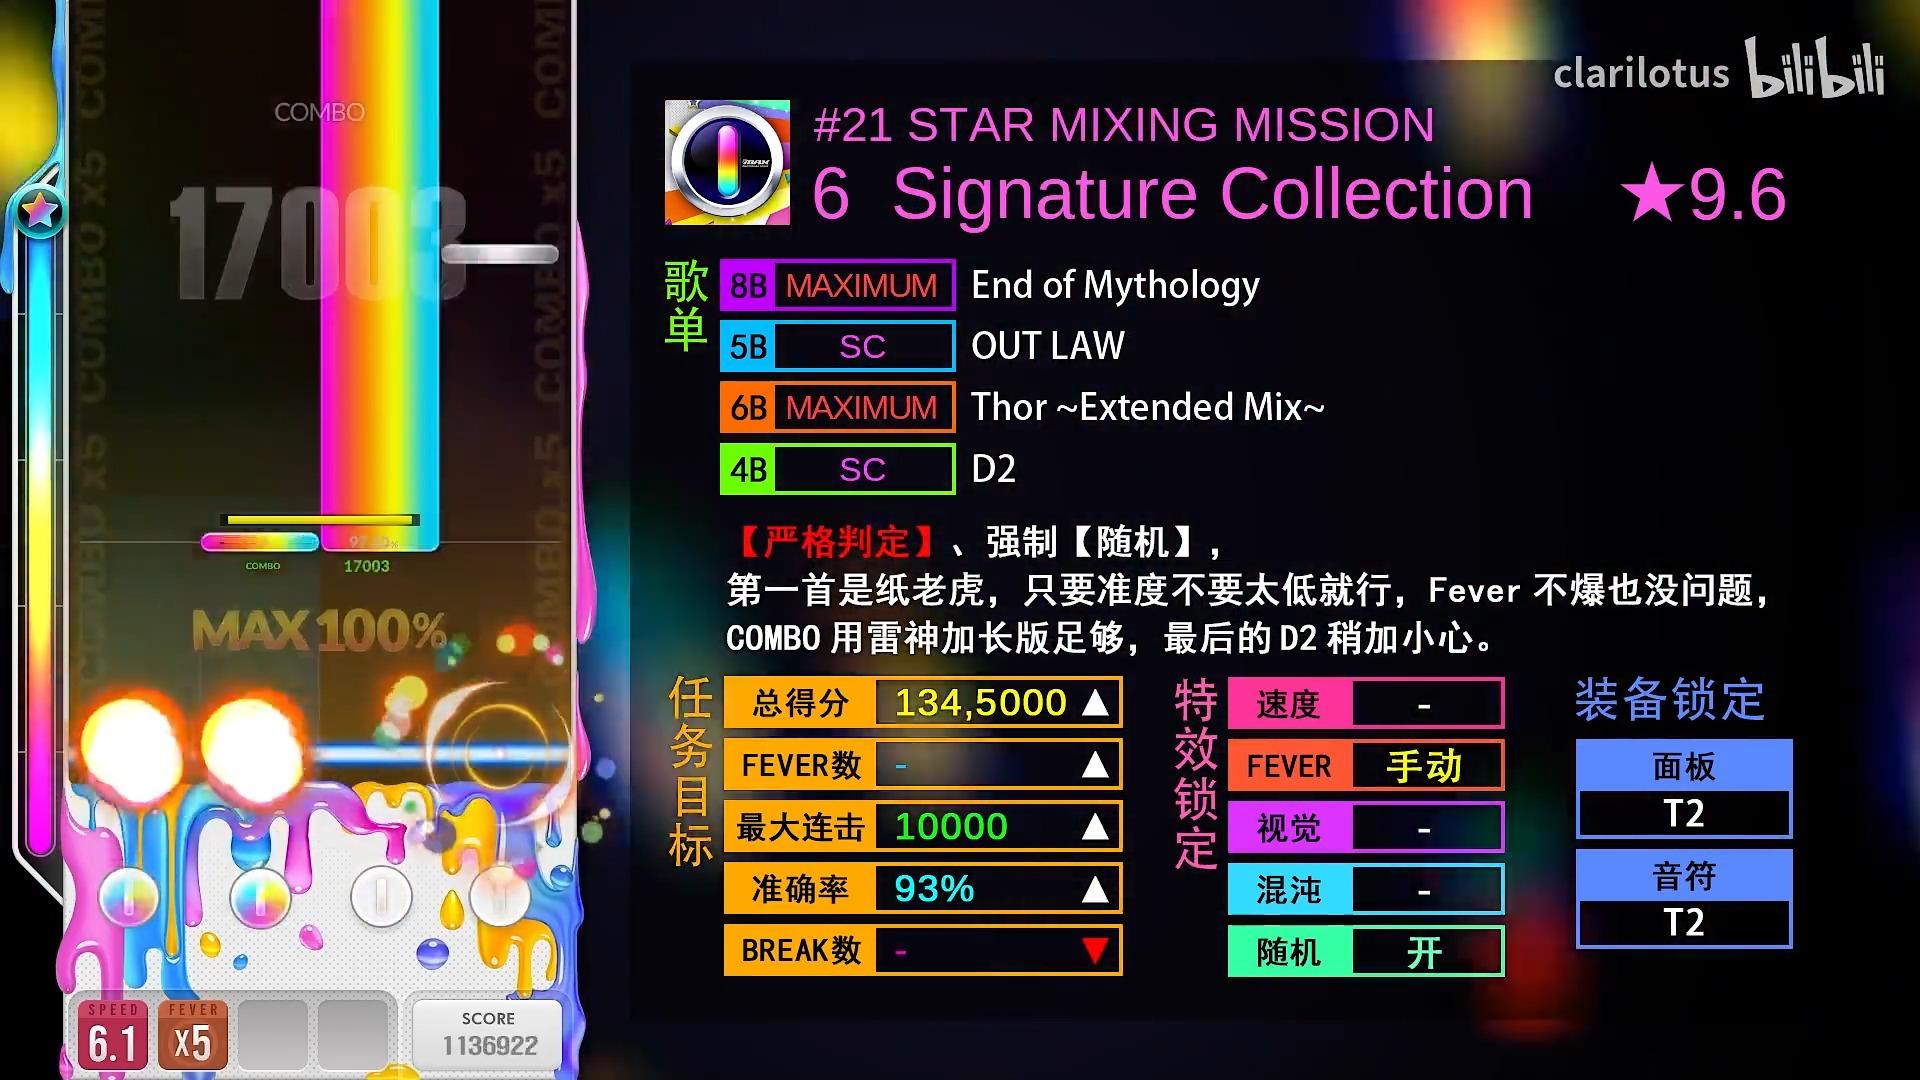 clarilotus bilibili
#21 STAR MIXING MISSION
6 Signature Collection ★9.6
歌单
8B MAXIMUM End of Mythology
5B SC OUT LAW
6B MAXIMUM Thor ~Extended Mix~
4B SC D2
【严格判定】、强制【随机】,
第一首是纸老虎，只要准度不要太低就行，Fever 不爆也没问题，
COMBO 用雷神加长版足够，最后的 D2 稍加小心。
任务目标
总得分 134,5000 ▲
FEVER数 - ▲
最大连击 10000 ▲
准确率 93% ▲
BREAK数 - ▼
特效锁定
速度 -
FEVER 手动
视觉 -
混沌 -
随机 开
装备锁定
面板
T2
音符
T2
COMBO
17003
COMBO 17003
MAX 100%
COMBO x5
COMBO x5
SPEED 6.1
FEVER x5
SCORE
1136922